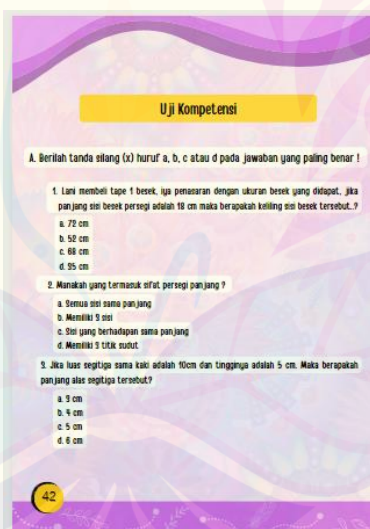 Uji Kompetensi
A. Berilah tanda silang (x) huruf a, b, c atau d pada jawaban yang paling benar !
1. Lani membeli tape 1 besek, iya penasaran dengan ukuran besek yang didapat, jika
panjang sisi besek persegi adalah 18 cm maka berapakah keliling sisi besek tersebut..?
a. 72 cm
b. 52 cm
c. 68 cm
d. 95 cm
2. Manakah yang termasuk sifat persegi panjang ?
a. Semua sisi sama panjang
b. Memiliki 3 sisi
c. Sisi yang berhadapan sama panjang
d. Memiliki 3 titik sudut
3. Jika luas segitiga sama kaki adalah 10cm dan tingginya adalah 5 cm. Maka berapakah
panjang alas segitiga tersebut?
a. 3 cm
b. 4 cm
c. 5 cm
d. 6 cm
42